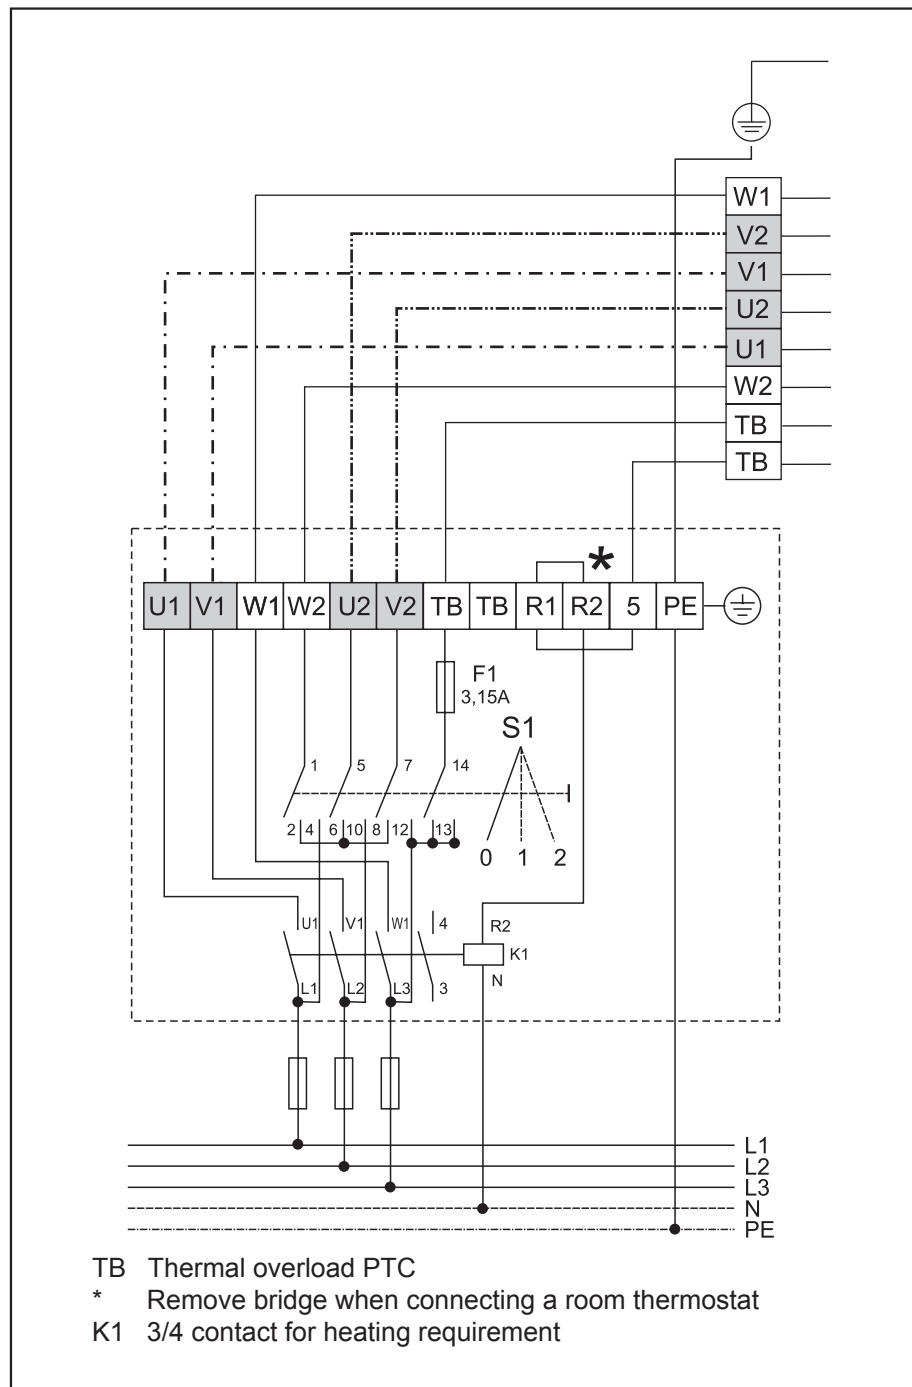 W1
V2
V1
U2
U1
W2
TB
TB
*
U1 V1 W1 W2 U2 V2 TB TB R1 R2 5 PE
F1
3,15A
S1
1 5 7 14
2 4 6 10 8 12 13
0 1 2
U1 V1 W1 4 R2
K1
N
L1 L2 L3 3
L1
L2
L3
N
PE
TB Thermal overload PTC
* Remove bridge when connecting a room thermostat
K1 3/4 contact for heating requirement